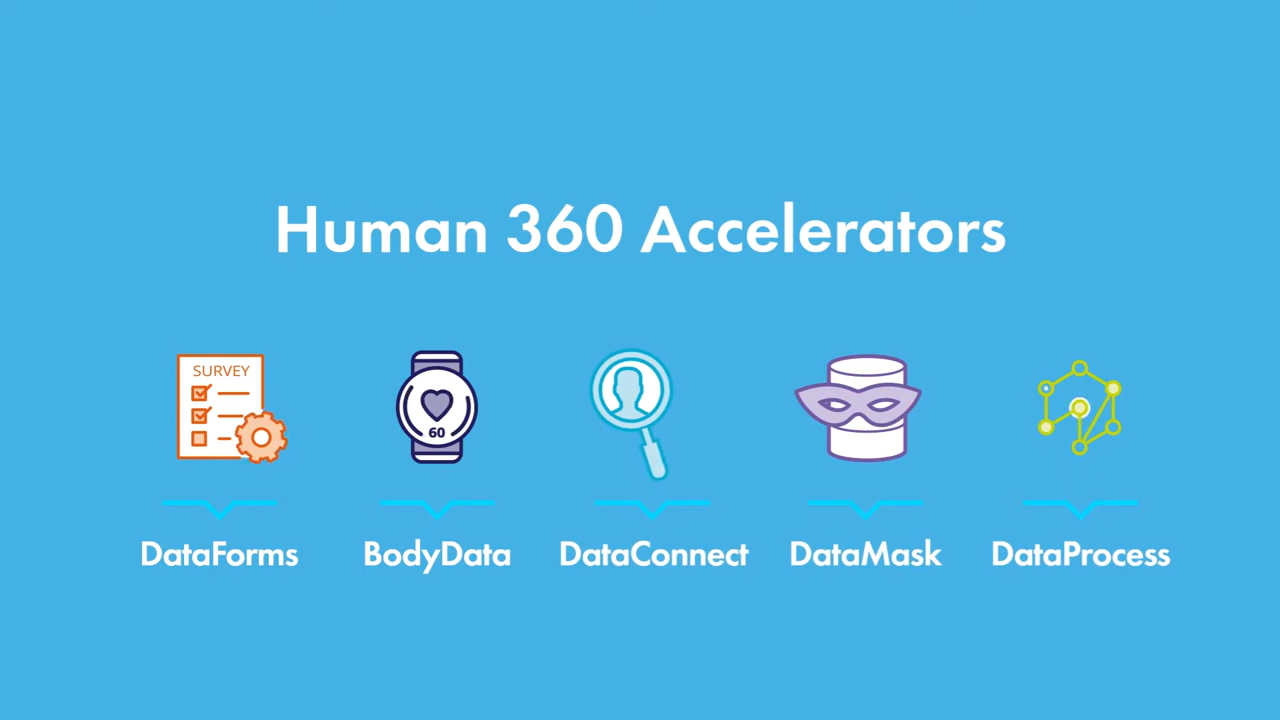 Human 360 Accelerators
SURVEY
60
DataForms
BodyData
DataConnect
DataMask
DataProcess